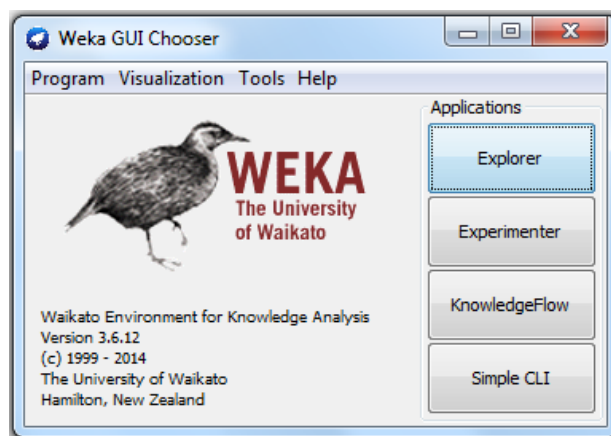 Weka GUI Chooser
Program Visualization Tools Help
Applications
Explorer
WEKA
The University
of Waikato
Experimenter
KnowledgeFlow
Simple CLI
Waikato Environment for Knowledge Analysis
Version 3.6.12
(c) 1999 - 2014
The University of Waikato
Hamilton, New Zealand